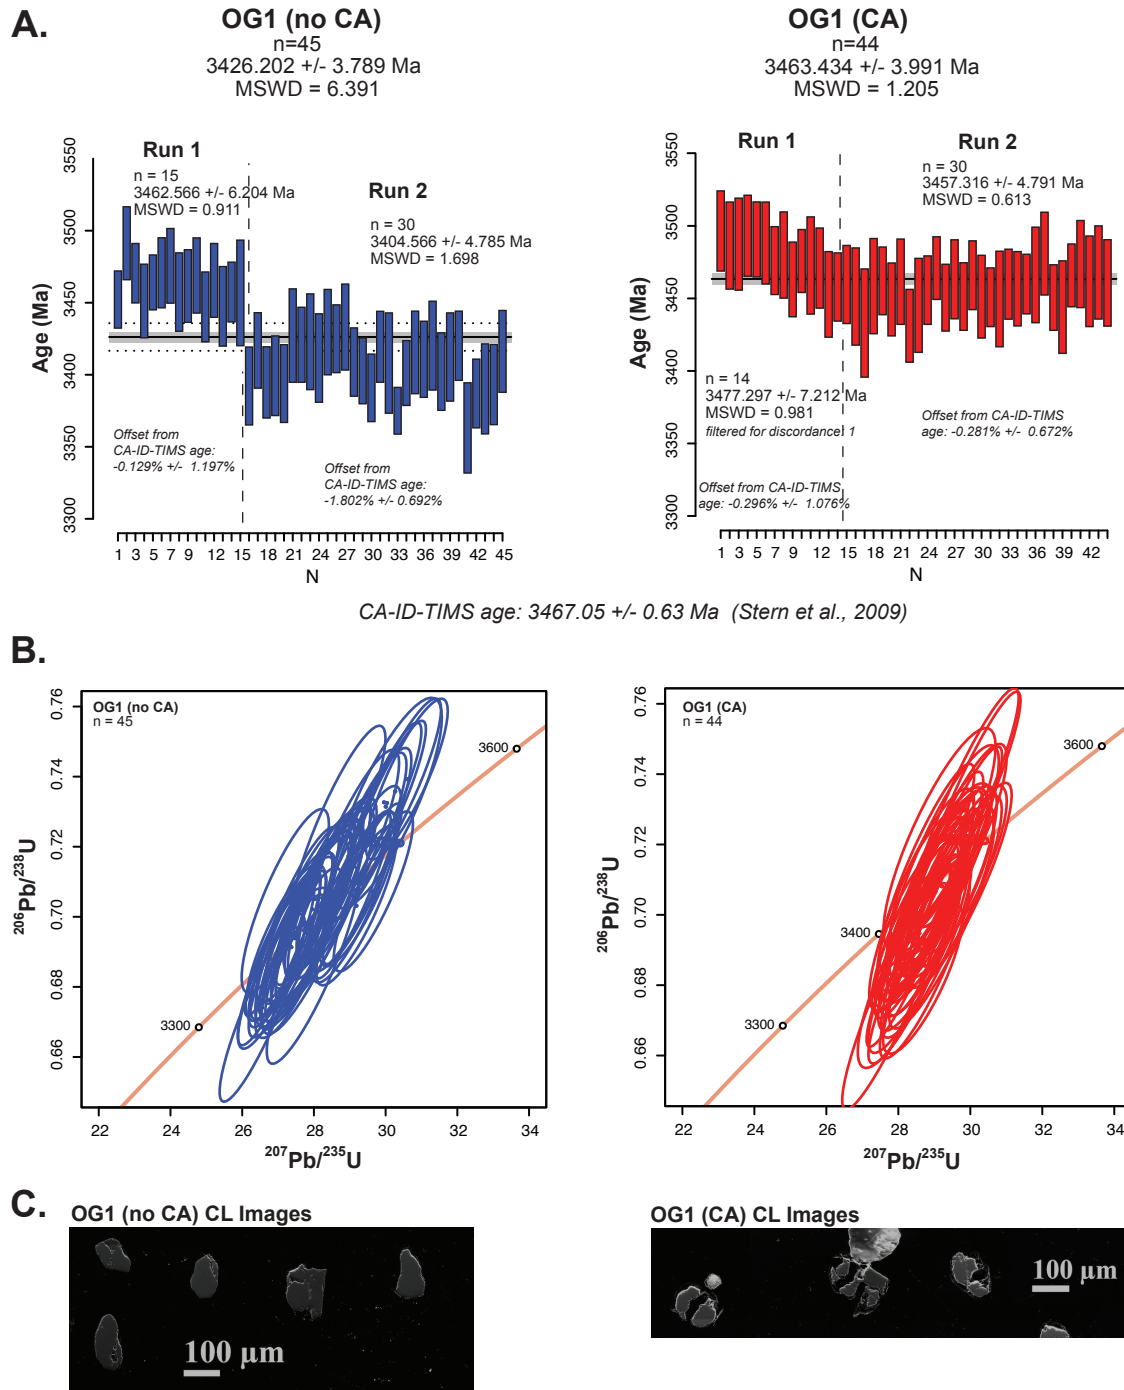 A.
OG1 (no CA)
n=45
3426.202 +/- 3.789 Ma
MSWD = 6.391
OG1 (CA)
n=44
3463.434 +/- 3.991 Ma
MSWD = 1.205
Age (Ma)
3550
3500
3450
3400
3350
3300
Run 1
n = 15
3462.566 +/- 6.204 Ma
MSWD = 0.911
Run 2
n = 30
3404.566 +/- 4.785 Ma
MSWD = 1.698
Offset from
CA-ID-TIMS age:
-0.129% +/- 1.197%
Offset from
CA-ID-TIMS age:
-1.802% +/- 0.692%
1 3 5 7 9 12 15 18 21 24 27 30 33 36 39 42 45
N
Age (Ma)
3550
3500
3450
3400
3350
3300
Run 1
Run 2
n = 30
3457.316 +/- 4.791 Ma
MSWD = 0.613
n = 14
3477.297 +/- 7.212 Ma
MSWD = 0.981
filtered for discordance: 1
Offset from CA-ID-TIMS
age: -0.281% +/- 0.672%
Offset from CA-ID-TIMS
age: -0.296% +/- 1.076%
1 3 5 7 9 12 15 18 21 24 27 30 33 36 39 42
N
CA-ID-TIMS age: 3467.05 +/- 0.63 Ma (Stern et al., 2009)
B.
OG1 (no CA)
n = 45
206Pb/238U
0.76
0.74
0.72
0.70
0.68
0.66
3600
3300
22 24 26 28 30 32 34
207Pb/235U
OG1 (CA)
n = 44
206Pb/238U
0.76
0.74
0.72
0.70
0.68
0.66
3600
3400
3300
22 24 26 28 30 32 34
207Pb/235U
C.
OG1 (no CA) CL Images
100 µm
OG1 (CA) CL Images
100 µm